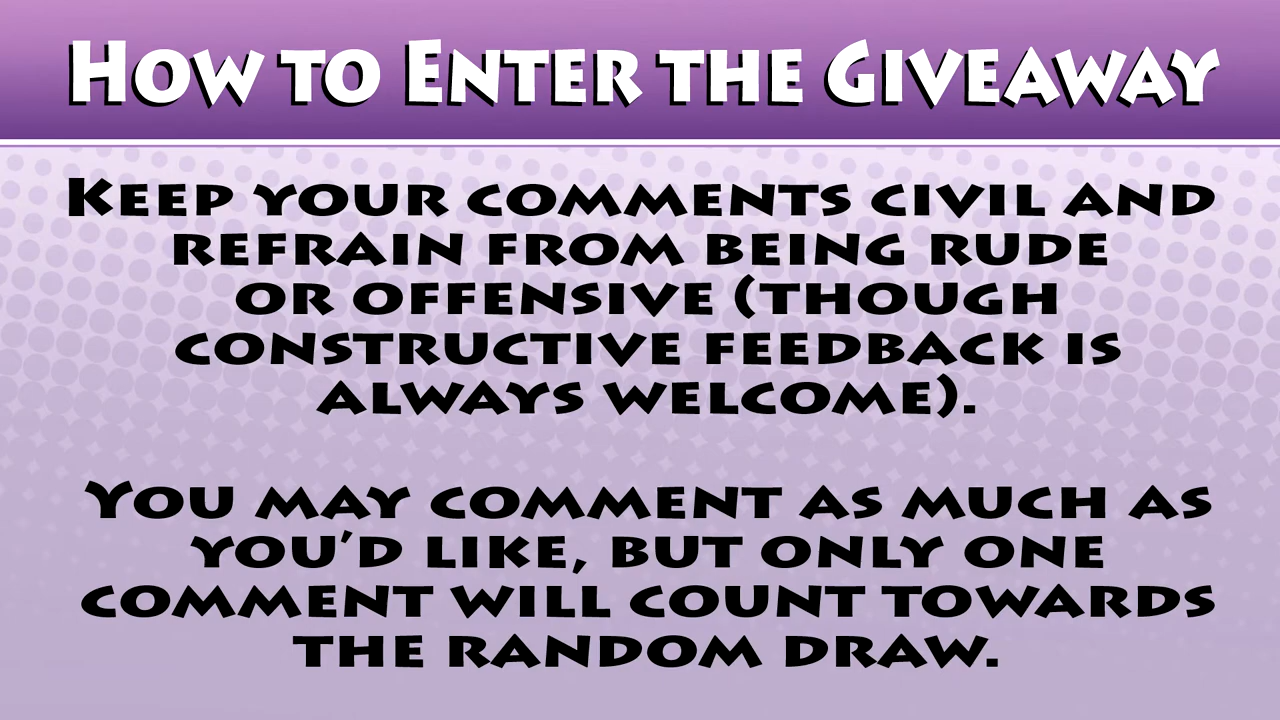 How to Enter the Giveaway
Keep your comments civil and
refrain from being rude
or offensive (though
constructive feedback is
always welcome).
You may comment as much as
you'd like, but only one
comment will count towards
the random draw.